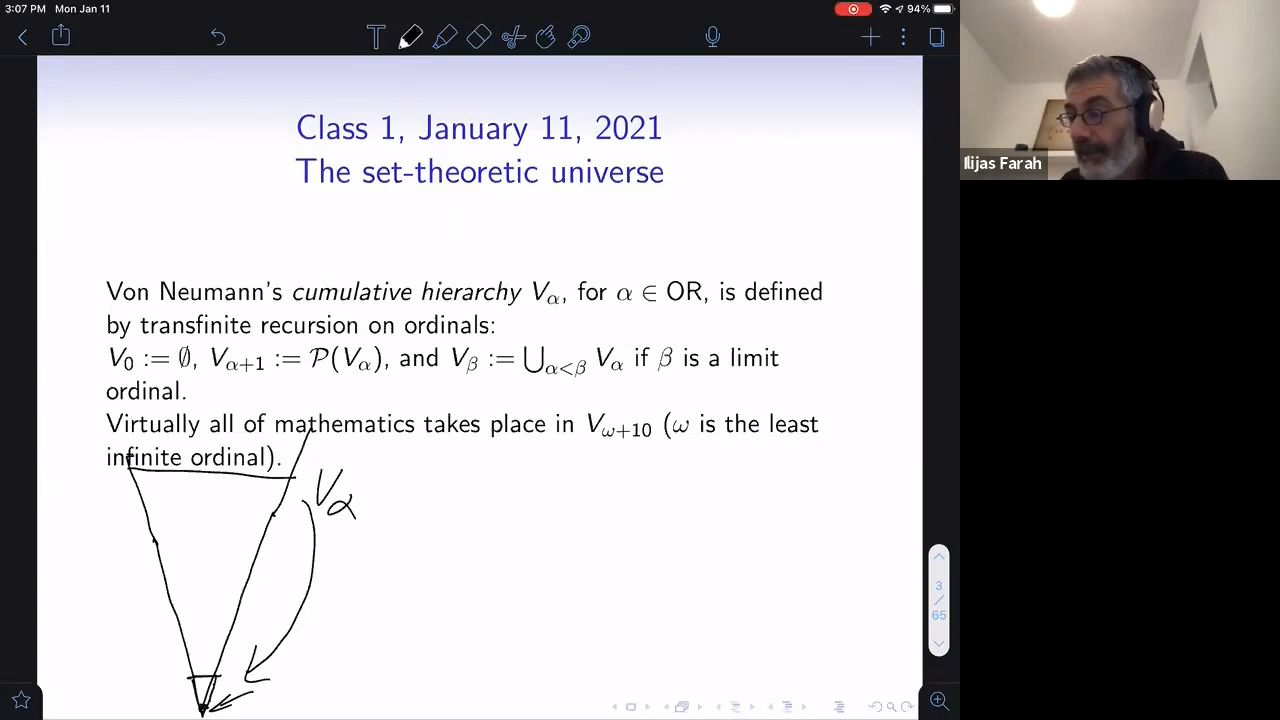 3:07 PM Mon Jan 11
94%
Class 1, January 11, 2021
The set-theoretic universe
Ilijas Farah
Von Neumann's cumulative hierarchy V_α, for α ∈ OR, is defined
by transfinite recursion on ordinals:
V_0 := ∅, V_{α+1} := 𝒫(V_α), and V_β := ⋃_{α<β} V_α if β is a limit
ordinal.
Virtually all of mathematics takes place in V_{ω+10} (ω is the least
infinite ordinal).
V_α
3
/
65